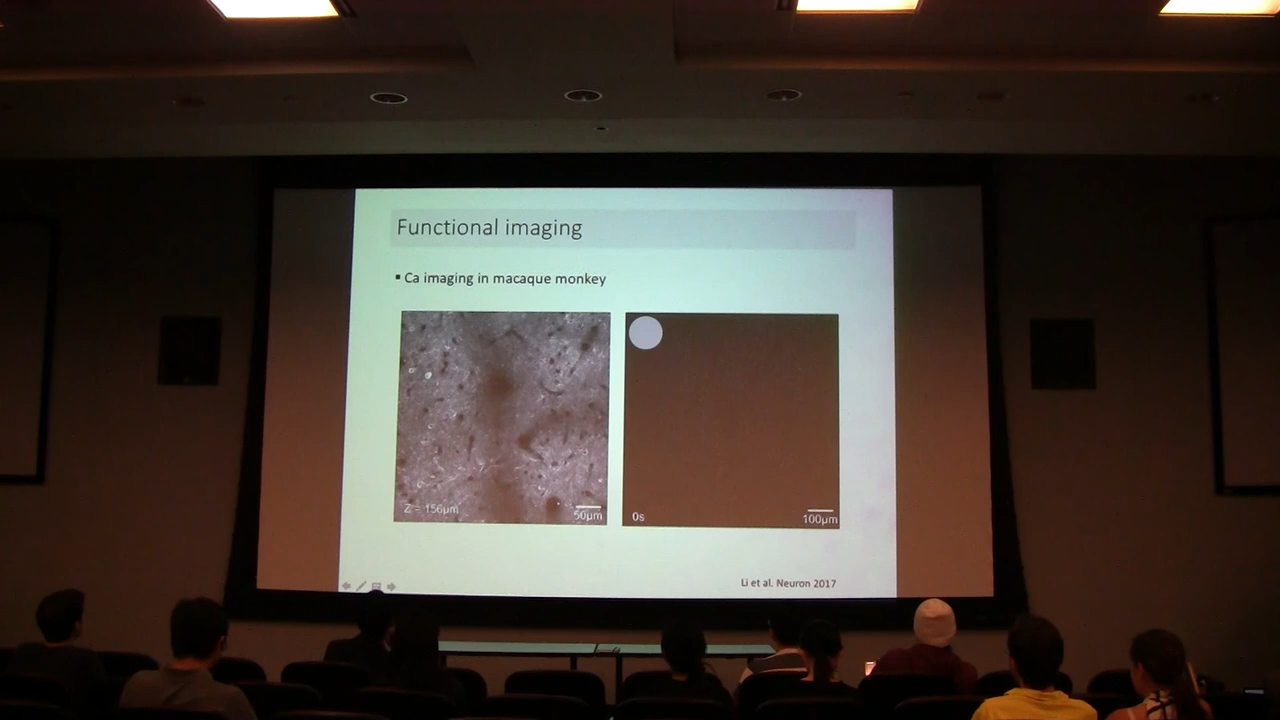 Functional imaging
▪ Ca imaging in macaque monkey
Z = 156μm
50μm
0s
100μm
Li et al. Neuron 2017